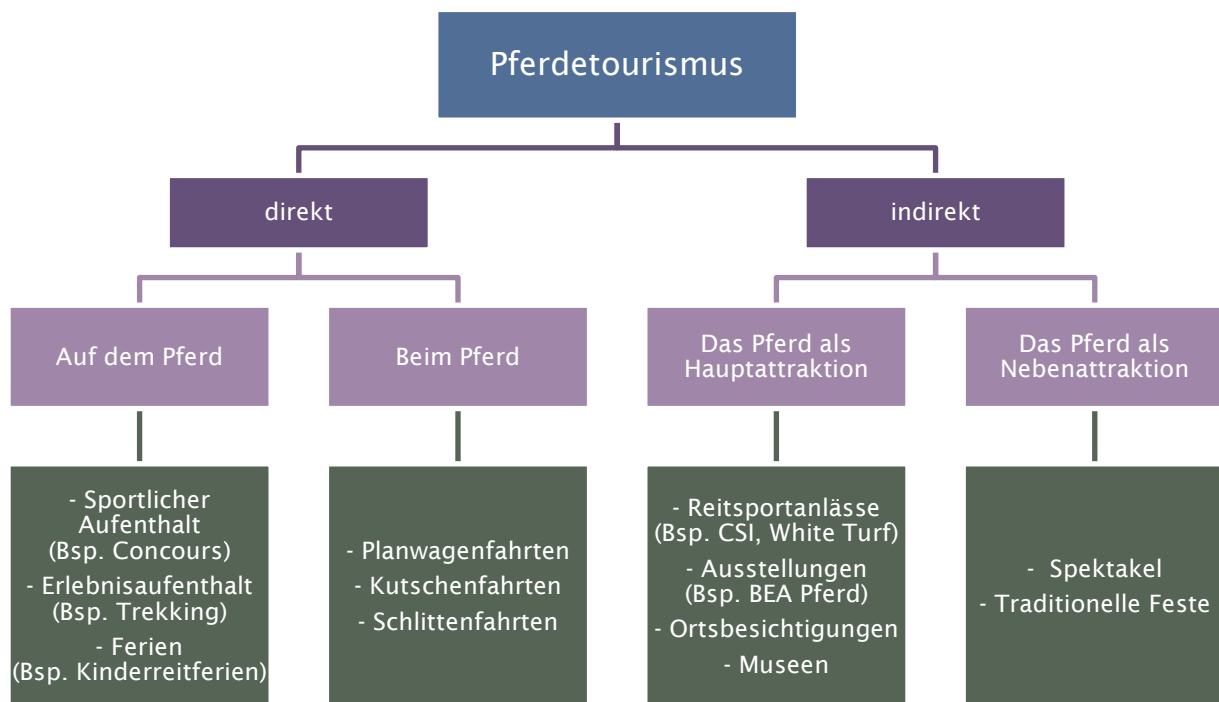 Pferdetourismus
direkt
indirekt
Auf dem Pferd
Beim Pferd
Das Pferd als
Hauptattraktion
Das Pferd als
Nebenattraktion
- Sportlicher
Aufenthalt
(Bsp. Concours)
- Erlebnisaufenthalt
(Bsp. Trekking)
- Ferien
(Bsp. Kinderreitferien)
- Planwagenfahrten
- Kutschenfahrten
- Schlittenfahrten
- Reitsportanlässe
(Bsp. CSI, White Turf)
- Ausstellungen
(Bsp. BEA Pferd)
- Ortsbesichtigungen
- Museen
- Spektakel
- Traditionelle Feste